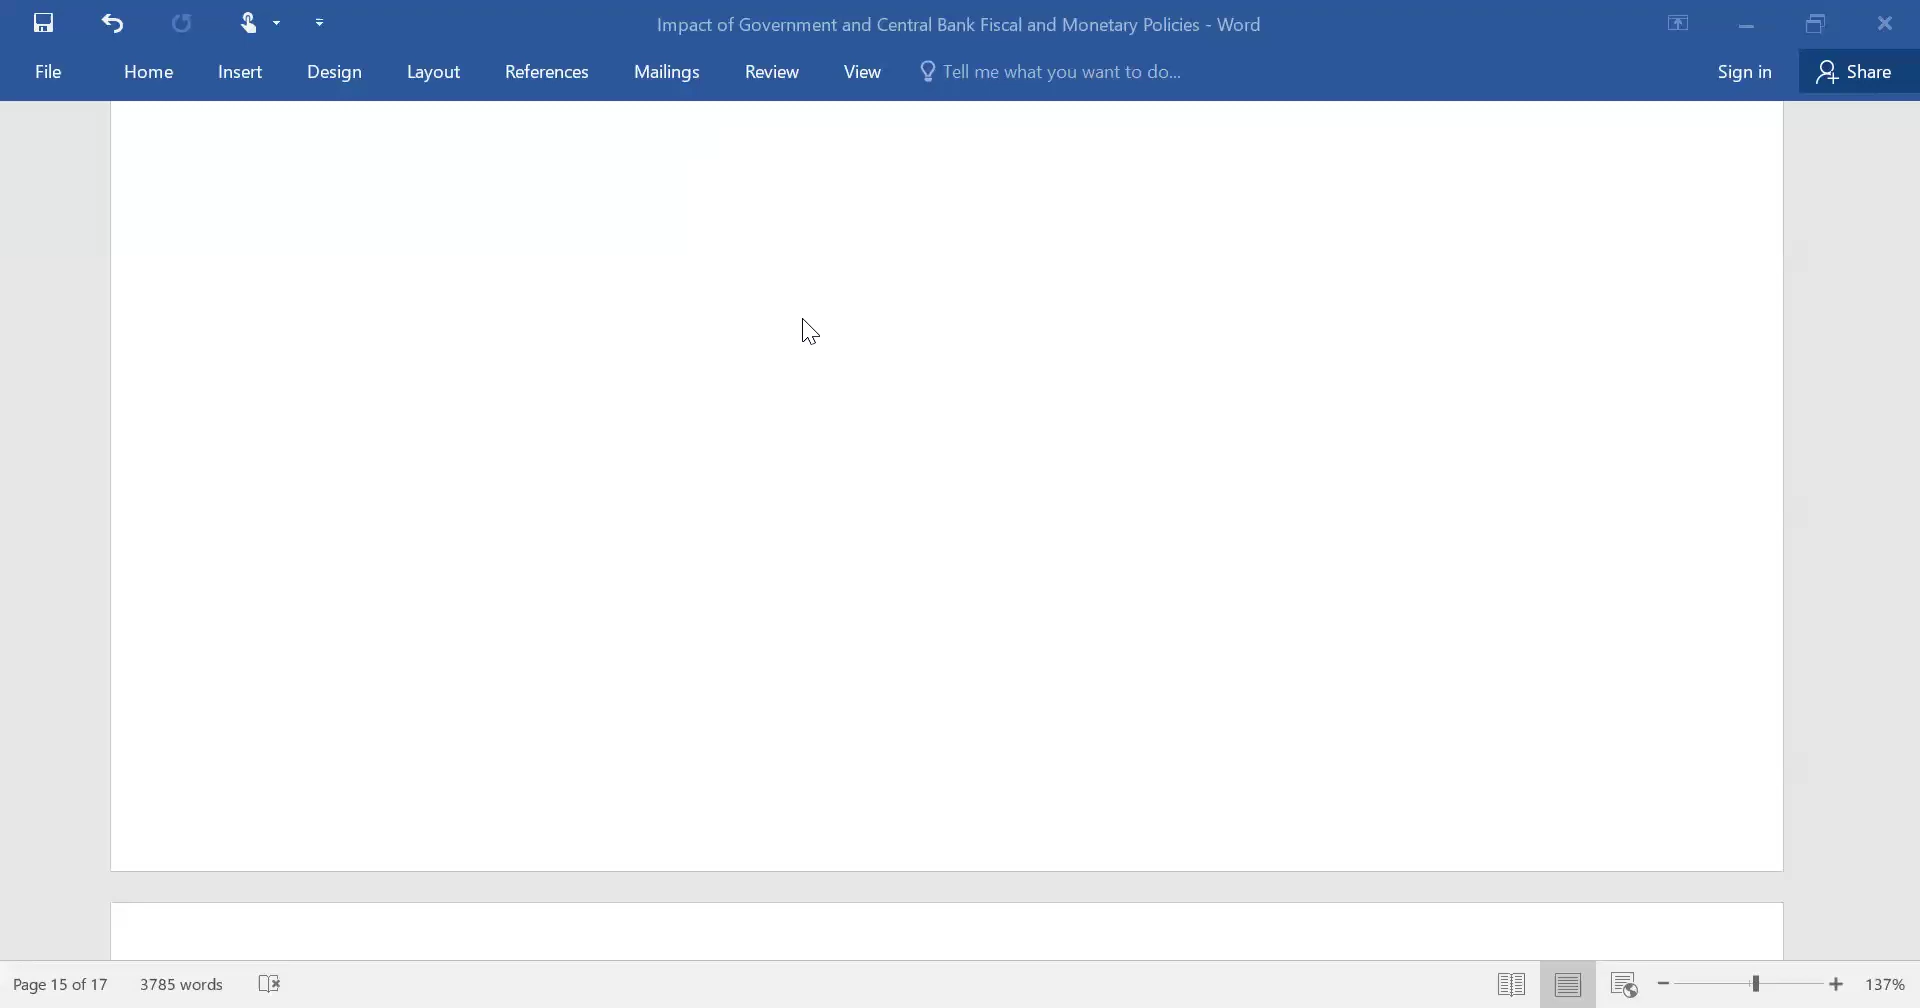 Impact of Government and Central Bank Fiscal and Monetary Policies - Word
File Home Insert Design Layout References Mailings Review View Tell me what you want to do... Sign in Share
Page 15 of 17 3785 words 137%